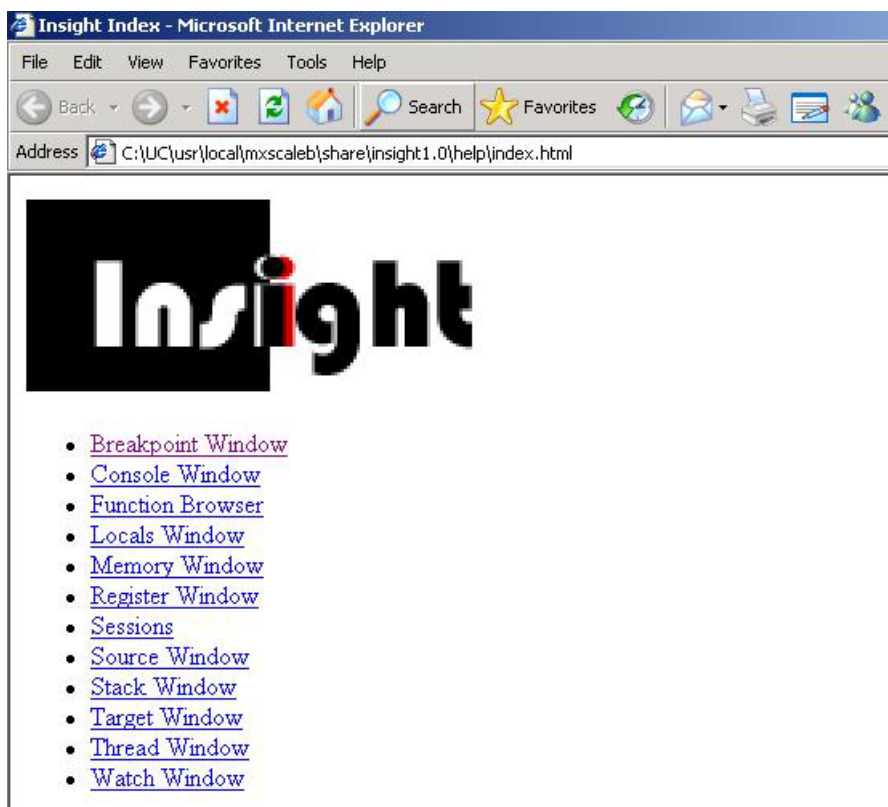 Insight Index - Microsoft Internet Explorer
File Edit View Favorites Tools Help
Back Search Favorites
Address C:\UC\usr\local\mxscaleb\share\insight1.0\help\index.html
Insight
Breakpoint Window
Console Window
Function Browser
Locals Window
Memory Window
Register Window
Sessions
Source Window
Stack Window
Target Window
Thread Window
Watch Window